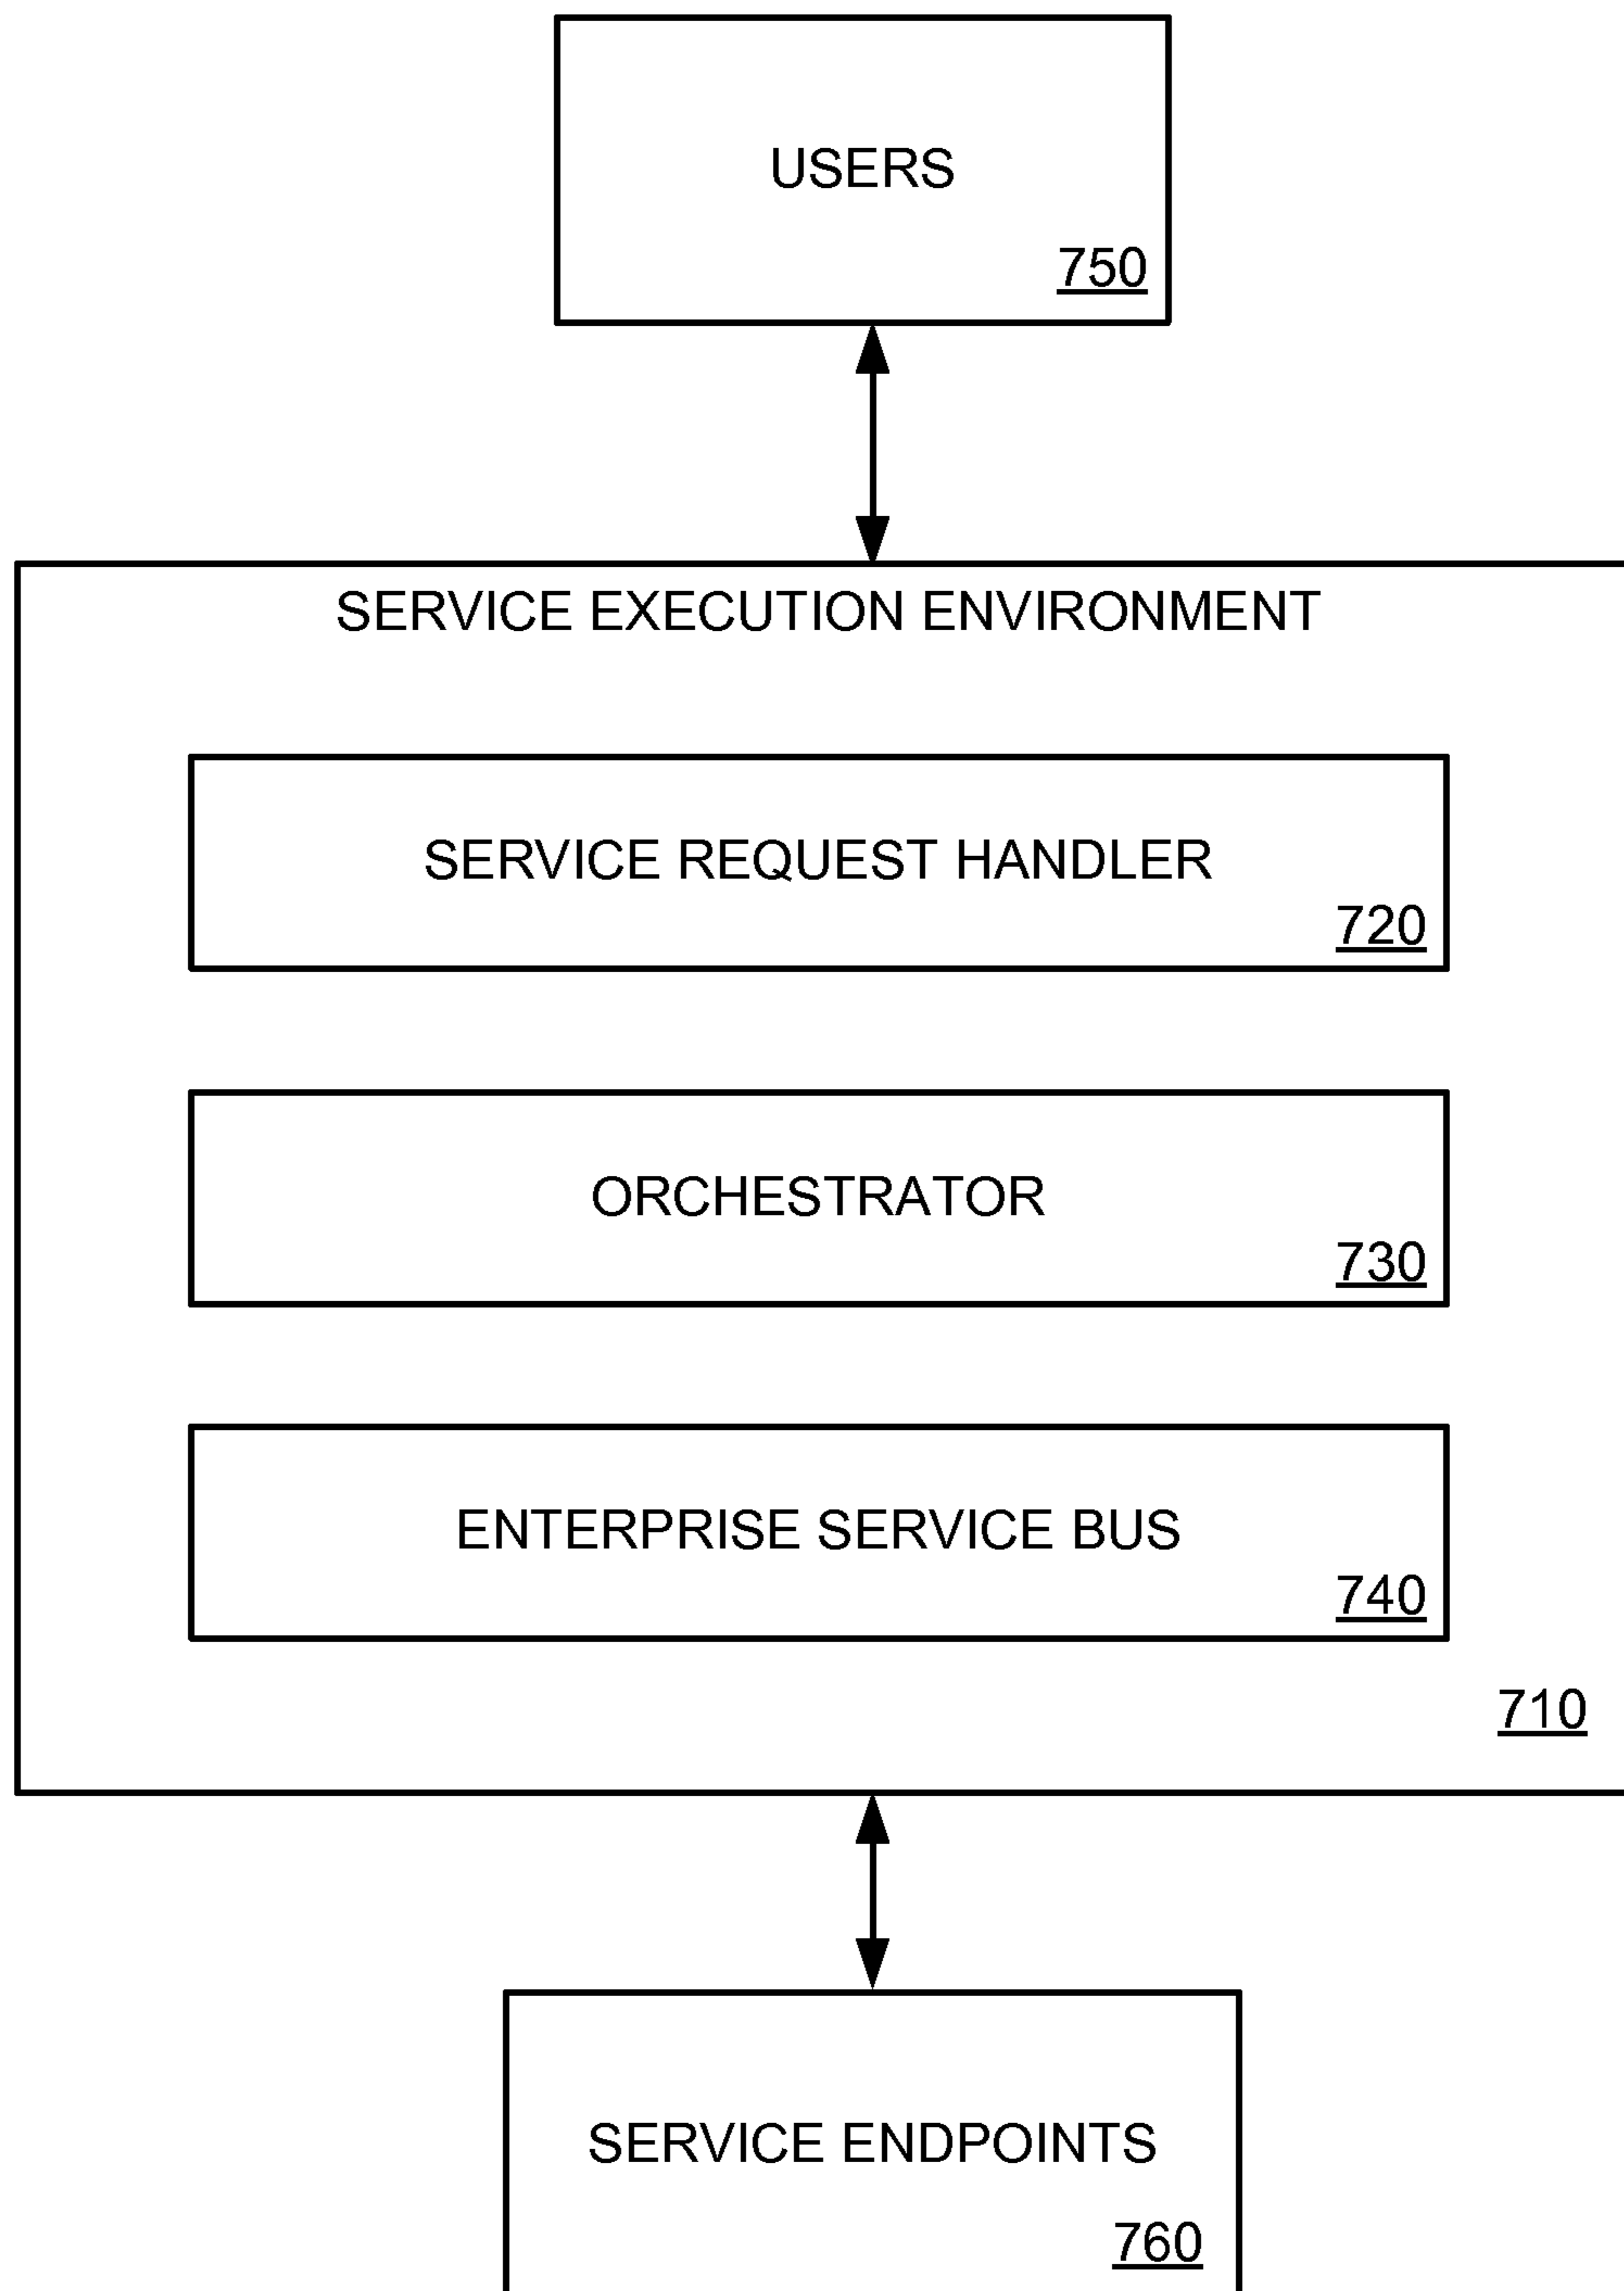 USERS
750
SERVICE EXECUTION ENVIRONMENT
SERVICE REQUEST HANDLER
720
ORCHESTRATOR
730
ENTERPRISE SERVICE BUS
740
710
SERVICE ENDPOINTS
760